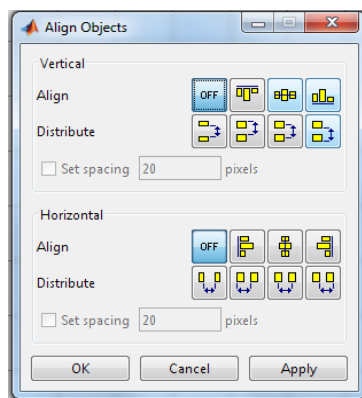 Align Objects
Vertical
Align OFF
Distribute
Set spacing 20 pixels
Horizontal
Align OFF
Distribute
Set spacing 20 pixels
OK Cancel Apply